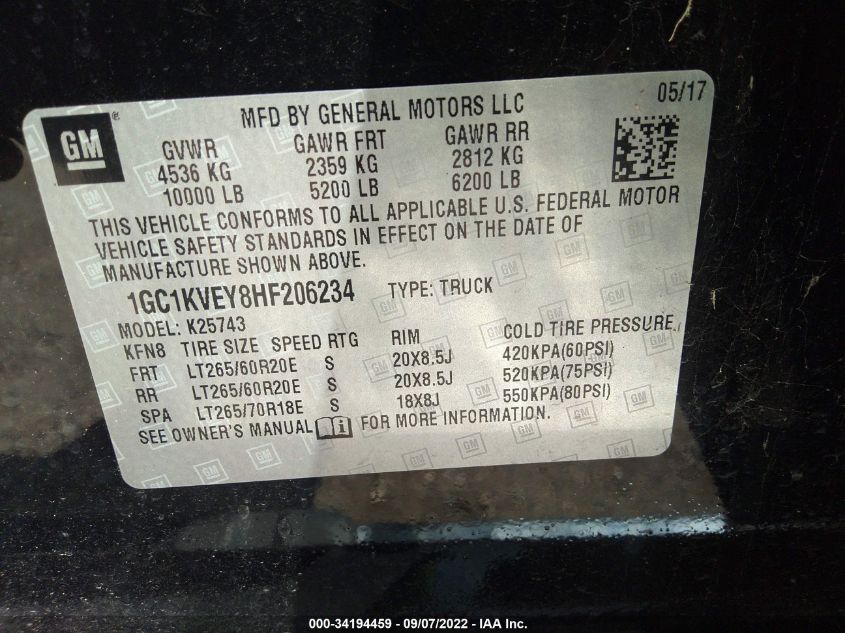 GM ®
MFD BY GENERAL MOTORS LLC 05/17
GVWR GAWR FRT GAWR RR
4536 KG 2359 KG 2812 KG
10000 LB 5200 LB 6200 LB
THIS VEHICLE CONFORMS TO ALL APPLICABLE U.S. FEDERAL MOTOR
VEHICLE SAFETY STANDARDS IN EFFECT ON THE DATE OF
MANUFACTURE SHOWN ABOVE.
1GC1KVEY8HF206234 TYPE: TRUCK
MODEL: K25743
KFN8 TIRE SIZE SPEED RTG RIM COLD TIRE PRESSURE
FRT LT265/60R20E S 20X8.5J 420KPA(60PSI)
RR LT265/60R20E S 20X8.5J 520KPA(75PSI)
SPA LT265/70R18E S 18X8J 550KPA(80PSI)
SEE OWNER'S MANUAL i FOR MORE INFORMATION.
000-34194459 - 09/07/2022 - IAA Inc.